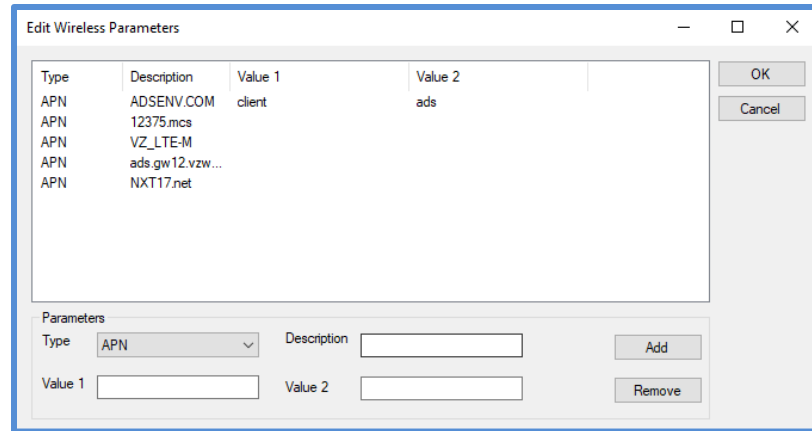 Edit Wireless Parameters
Type Description Value 1 Value 2
OK
APN ADSENV.COM client ads
Cancel
APN 12375.mcs
APN VZ_LTE-M
APN ads.gw12.vzw...
APN NXT17.net
Parameters
Type APN Description Add
Value 1 Value 2 Remove